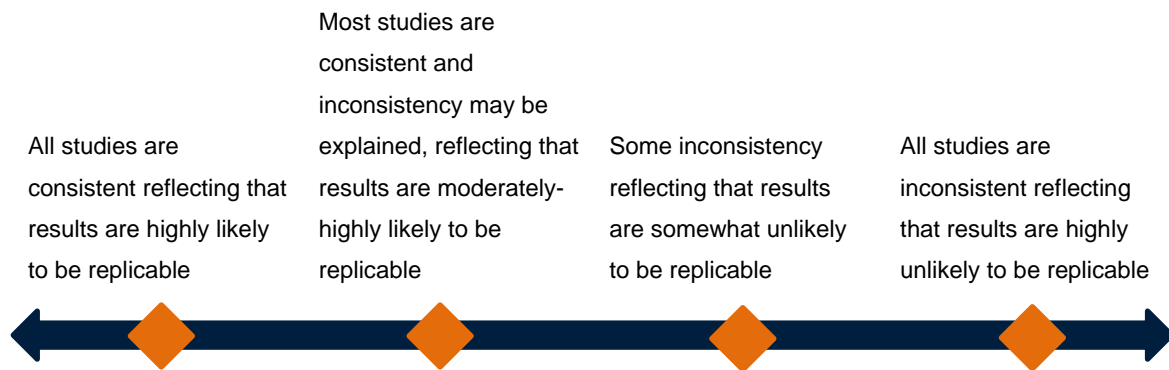 All studies are
consistent reflecting that
results are highly likely
to be replicable
Most studies are
consistent and
inconsistency may be
explained, reflecting that
results are moderately-
highly likely to be
replicable
Some inconsistency
reflecting that results
are somewhat unlikely
to be replicable
All studies are
inconsistent reflecting
that results are highly
unlikely to be replicable